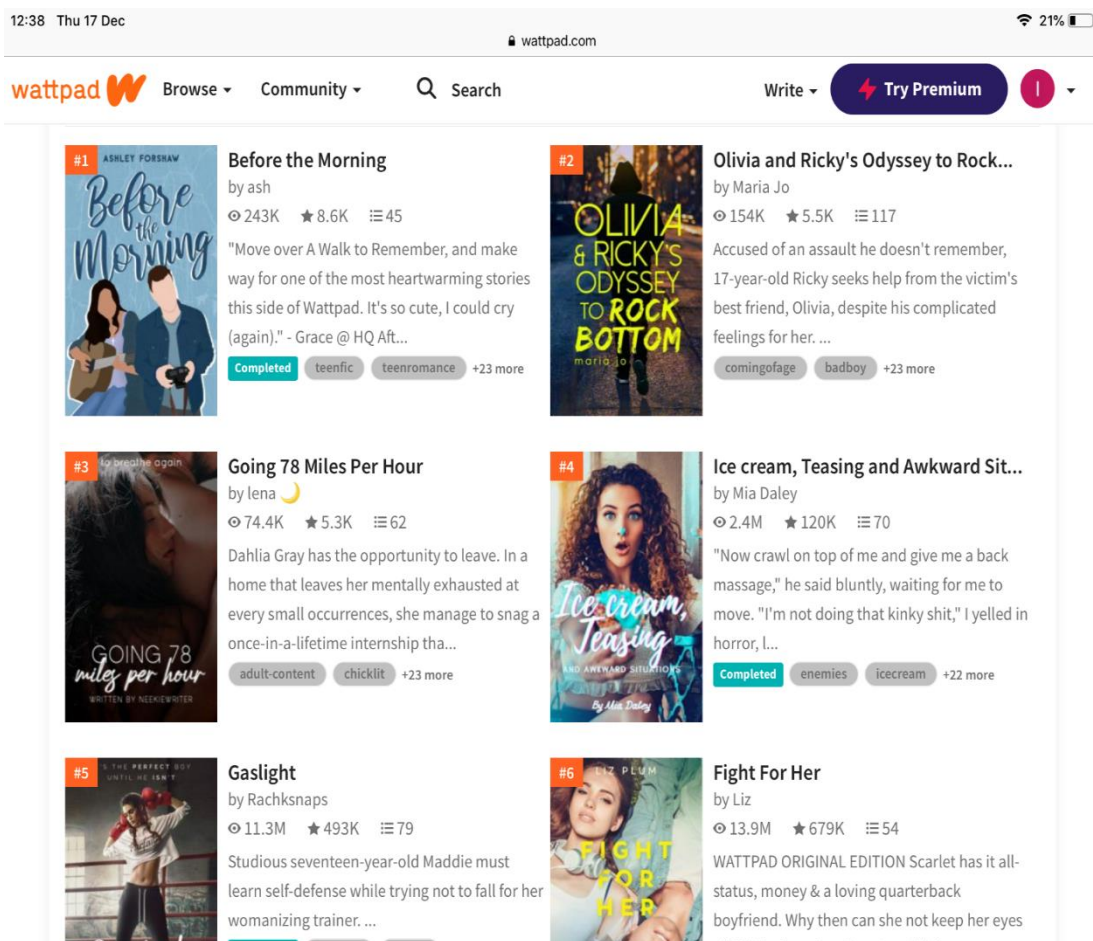 12:38 Thu 17 Dec
21%
wattpad.com
wattpad
Browse
Community
Search
Write
Try Premium
I
#1
ASHLEY FORSHAW
Before
the
Morning
Before the Morning
by ash
243K 8.6K 45
"Move over A Walk to Remember, and make
way for one of the most heartwarming stories
this side of Wattpad. It's so cute, I could cry
(again)." - Grace @ HQ Aft...
Completed teenfic teenromance +23 more
#2
OLIVIA
& RICKY'S
ODYSSEY
TO ROCK
BOTTOM
maria jo
Olivia and Ricky's Odyssey to Rock...
by Maria Jo
154K 5.5K 117
Accused of an assault he doesn't remember,
17-year-old Ricky seeks help from the victim's
best friend, Olivia, despite his complicated
feelings for her. ...
comingofage badboy +23 more
#3
to breathe again
GOING 78
miles per hour
WRITTEN BY NEEKIEWRITER
Going 78 Miles Per Hour
by lena 🌙
74.4K 5.3K 62
Dahlia Gray has the opportunity to leave. In a
home that leaves her mentally exhausted at
every small occurrences, she manage to snag a
once-in-a-lifetime internship tha...
adult-content chicklit +23 more
#4
Ice cream,
Teasing
AND AWKWARD SITUATIONS
By Mia Daley
Ice cream, Teasing and Awkward Sit...
by Mia Daley
2.4M 120K 70
"Now crawl on top of me and give me a back
massage," he said bluntly, waiting for me to
move. "I'm not doing that kinky shit," I yelled in
horror, l...
Completed enemies icecream +22 more
#5
THE PERFECT BOY
UNTIL HE ISN'T
Gaslight
by Rachksnaps
11.3M 493K 79
Studious seventeen-year-old Maddie must
learn self-defense while trying not to fall for her
womanizing trainer. ...
#6
LIZ PLUM
FIGHT
FOR
HER
Fight For Her
by Liz
13.9M 679K 54
WATTPAD ORIGINAL EDITION Scarlet has it all-
status, money & a loving quarterback
boyfriend. Why then can she not keep her eyes